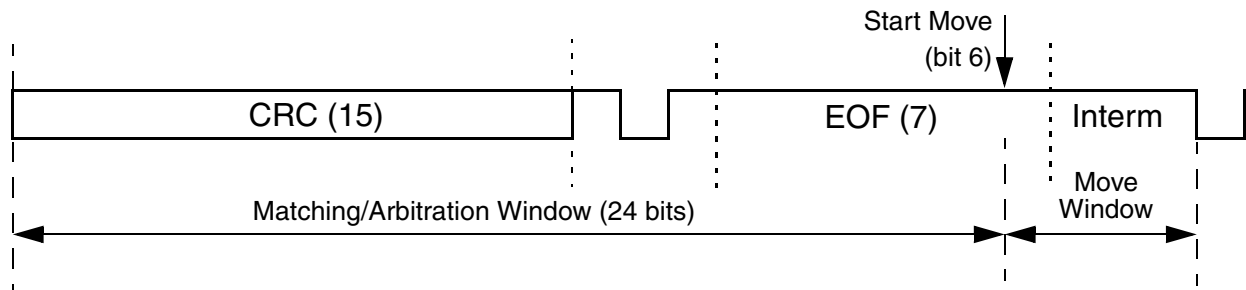 Start Move
(bit 6)
CRC (15)
EOF (7)
Interm
Matching/Arbitration Window (24 bits)
Move
Window